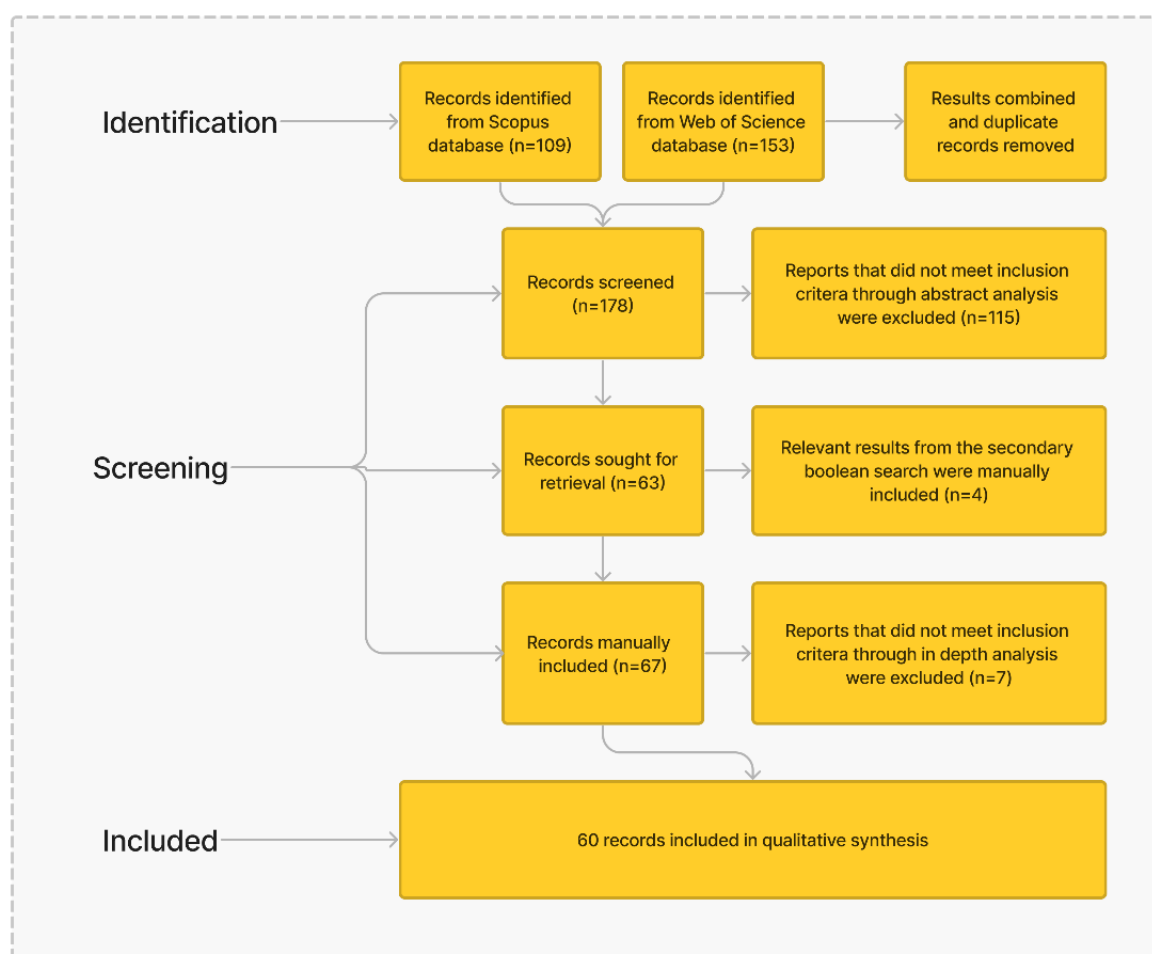 Identification
Records identified
from Scopus
database (n=109)
Records identified
from Web of Science
database (n=153)
Results combined
and duplicate
records removed
Screening
Records screened
(n=178)
Reports that did not meet inclusion
critera through abstract analysis
were excluded (n=115)
Records sought for
retrieval (n=63)
Relevant results from the secondary
boolean search were manually
included (n=4)
Records manually
included (n=67)
Reports that did not meet inclusion
critera through in depth analysis
were excluded (n=7)
Included
60 records included in qualitative synthesis